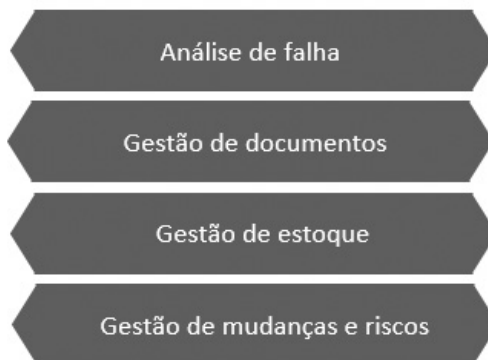 Análise de falha
Gestão de documentos
Gestão de estoque
Gestão de mudanças e riscos